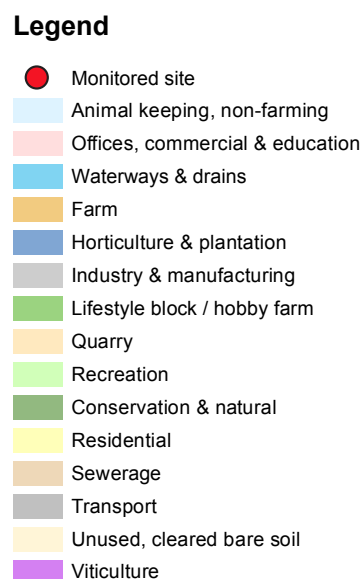 Legend
Monitored site
Animal keeping, non-farming
Offices, commercial & education
Waterways & drains
Farm
Horticulture & plantation
Industry & manufacturing
Lifestyle block / hobby farm
Quarry
Recreation
Conservation & natural
Residential
Sewerage
Transport
Unused, cleared bare soil
Viticulture